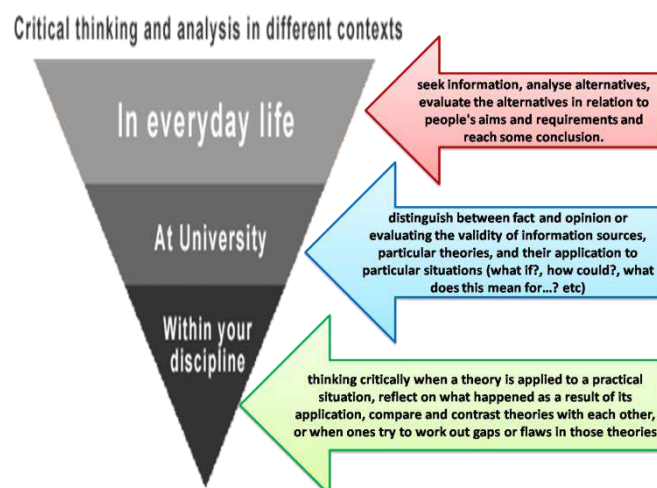 Critical thinking and analysis in different contexts
In everyday life
seek information, analyse alternatives,
evaluate the alternatives in relation to
people's aims and requirements and
reach some conclusion.
At University
distinguish between fact and opinion or
evaluating the validity of information sources,
particular theories, and their application to
particular situations (what if?, how could?, what
does this mean for...? etc)
Within your
discipline
thinking critically when a theory is applied to a practical
situation, reflect on what happened as a result of its
application, compare and contrast theories with each other,
or when ones try to work out gaps or flaws in those theories